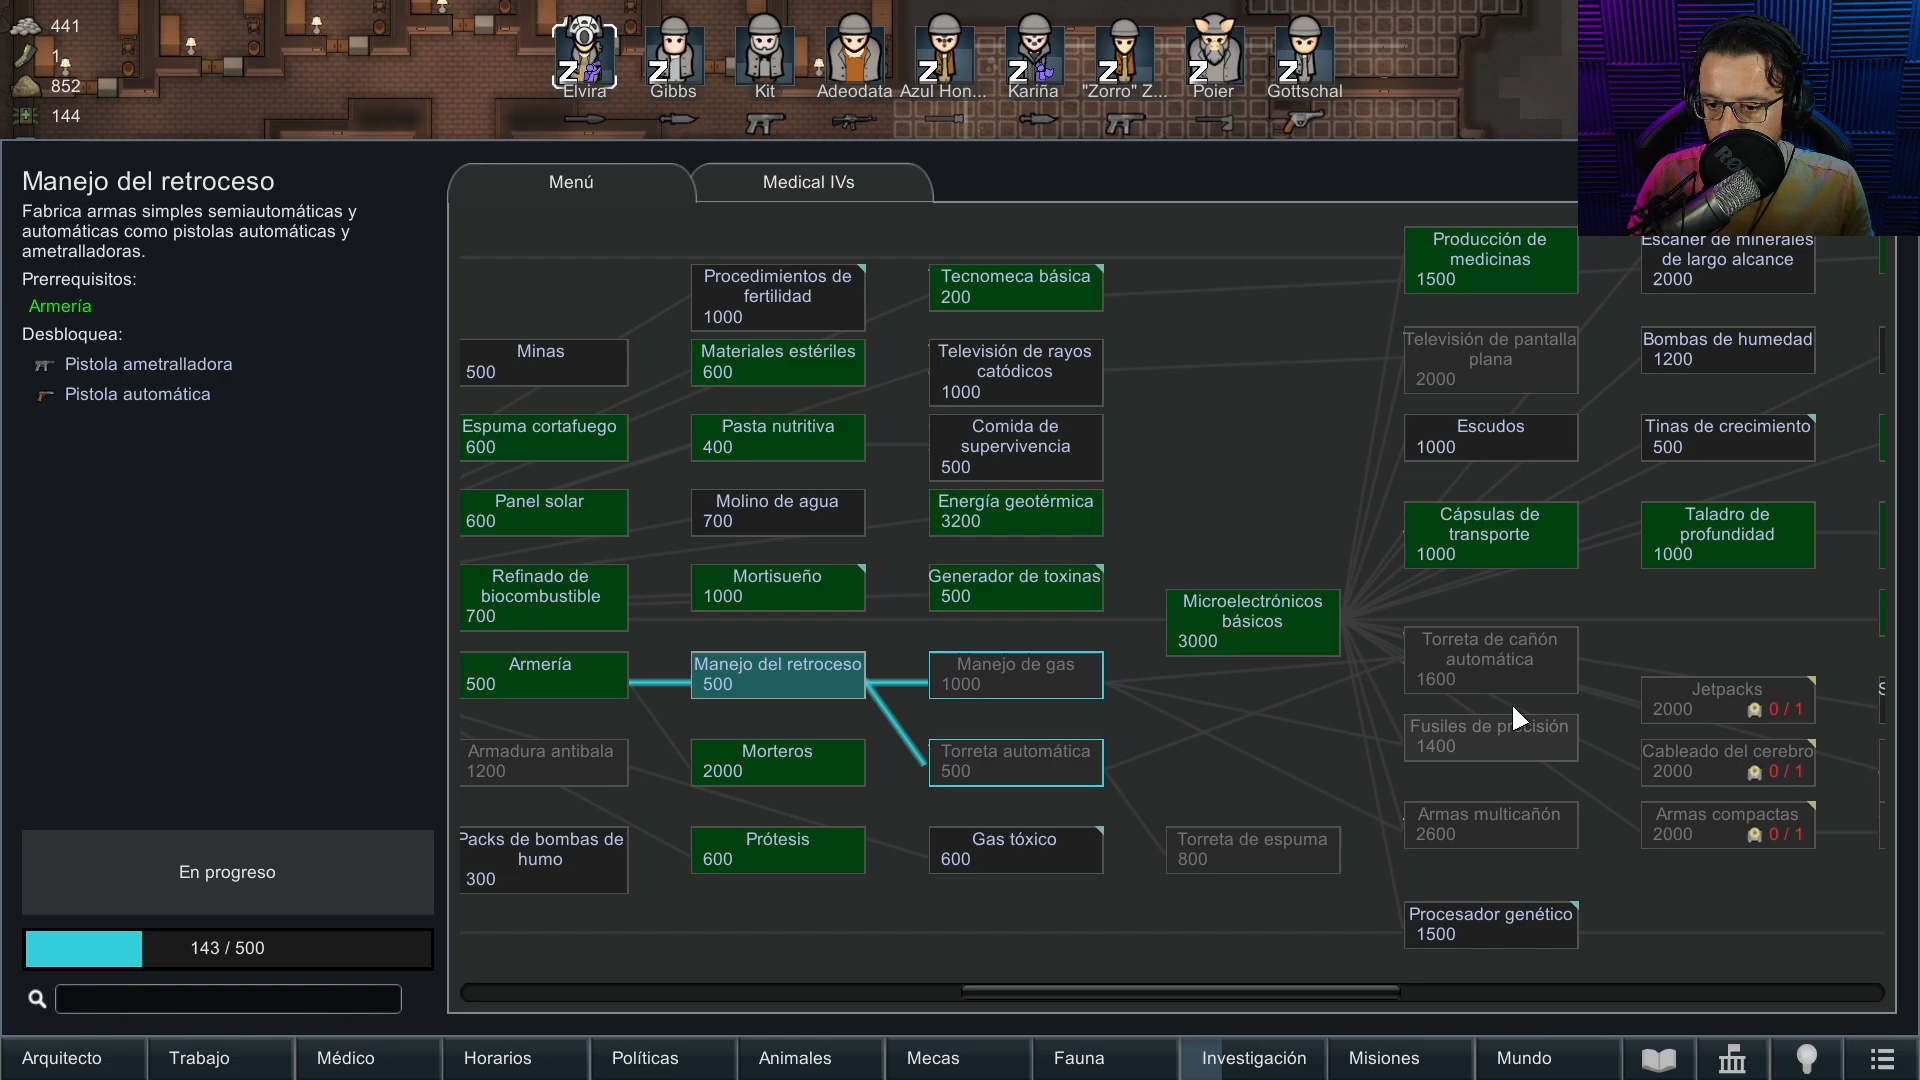 441
1
852
144
Elvira
Gibbs
Kit
Adeodata
Azul Hon...
Kariña
"Zorro" Z...
Poier
Gottschal
Manejo del retroceso
Fabrica armas simples semiautomáticas y
automáticas como pistolas automáticas y
ametralladoras.
Prerrequisitos:
Armería
Desbloquea:
Pistola ametralladora
Pistola automática
En progreso
143 / 500
Menú
Medical IVs
Minas
500
Espuma cortafuego
600
Panel solar
600
Refinado de
biocombustible
700
Armería
500
Armadura antibala
1200
Packs de bombas de
humo
300
Procedimientos de
fertilidad
1000
Materiales estériles
600
Pasta nutritiva
400
Molino de agua
700
Mortisueño
1000
Manejo del retroceso
500
Morteros
2000
Prótesis
600
Tecnomeca básica
200
Televisión de rayos
catódicos
1000
Comida de
supervivencia
500
Energía geotérmica
3200
Generador de toxinas
500
Manejo de gas
1000
Torreta automática
500
Gas tóxico
600
Microelectrónicos
básicos
3000
Torreta de espuma
800
Producción de
medicinas
1500
Televisión de pantalla
plana
2000
Escudos
1000
Cápsulas de
transporte
1000
Torreta de cañón
automática
1600
Fusiles de precisión
1400
Armas multicañón
2600
Procesador genético
1500
Escáner de minerales
de largo alcance
2000
Bombas de humedad
1200
Tinas de crecimiento
500
Taladro de
profundidad
1000
Jetpacks
2000 0 / 1
Cableado del cerebro
2000 0 / 1
Armas compactas
2000 0 / 1
Arquitecto
Trabajo
Médico
Horarios
Políticas
Animales
Mecas
Fauna
Investigación
Misiones
Mundo